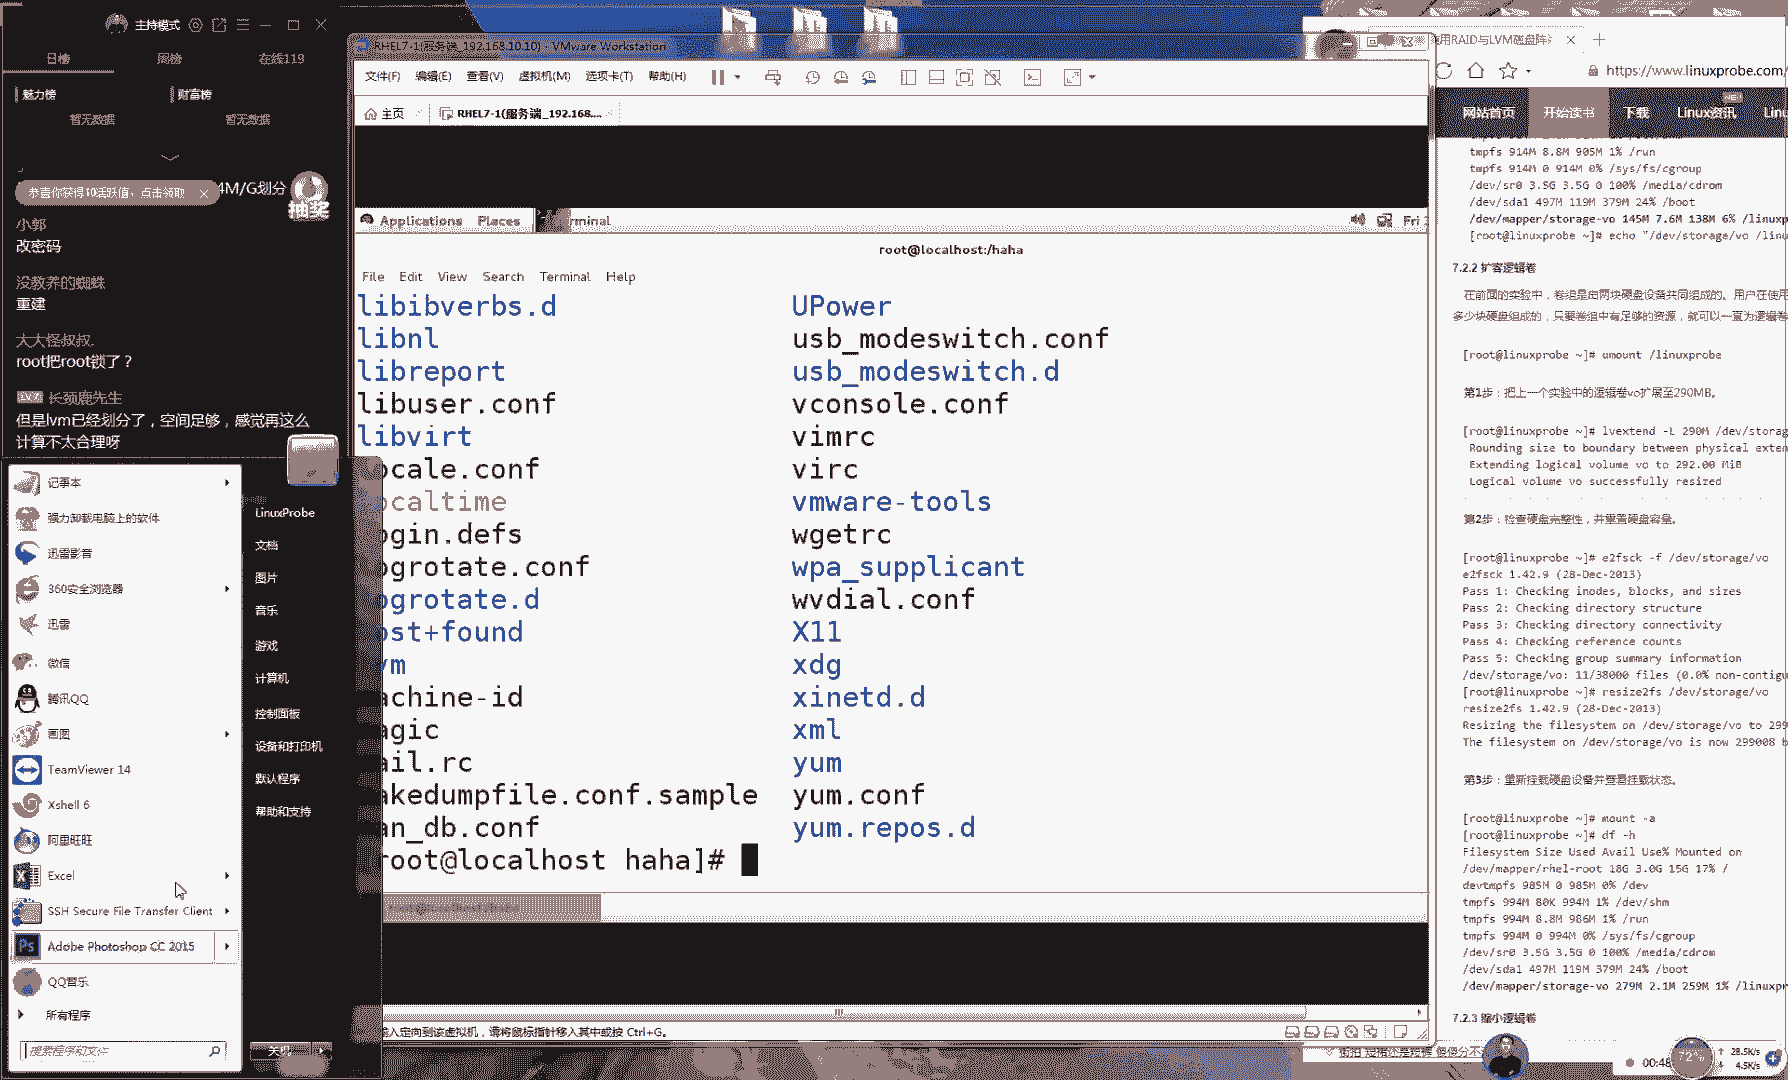 主持模式
日榜 周榜 在线119
魅力榜 财富榜
暂无数据 暂无数据
恭喜你获得10活跃值，点击领取
4M/G划分
抽奖
小郭
改密码
没教养的蜘蛛
重建
大大怪叔叔.
root把root锁了？
长颈鹿先生
但是lvm已经划分了，空间足够，感觉再这么
计算不太合理呀
记事本
强力卸载电脑上的软件
迅雷影音
360安全浏览器
迅雷
微信
腾讯QQ
画图
TeamViewer 14
Xshell 6
阿里旺旺
Excel
SSH Secure File Transfer Client
Adobe Photoshop CC 2015
QQ音乐
所有程序
搜索程序和文件
LinuxProbe
文档
图片
音乐
游戏
计算机
控制面板
设备和打印机
默认程序
帮助和支持
关机
RHEL7-1(服务端_192.168.10.10) - VMware Workstation
文件(F) 编辑(E) 查看(V) 虚拟机(M) 选项卡(T) 帮助(H)
主页 RHEL7-1(服务端_192.168....
Applications Places rminal Fri
root@localhost:/haha
File Edit View Search Terminal Help
libibverbs.d UPower
libnl usb_modeswitch.conf
libreport usb_modeswitch.d
libuser.conf vconsole.conf
libvirt vimrc
ocale.conf virc
ocaltime vmware-tools
ogin.defs wgetrc
ogrotate.conf wpa_supplicant
ogrotate.d wvdial.conf
ost+found X11
vm xdg
achine-id xinetd.d
agic xml
ail.rc yum
akedumpfile.conf.sample yum.conf
an_db.conf yum.repos.d
root@localhost haha]#
输入定向到该虚拟机，请将鼠标指针移入其中或按 Ctrl+G。
用RAID与LVM磁盘阵
https://www.linuxprobe.com/
网站首页 开始读书 下载 Linux资讯 Linu
tmpfs 914M 8.8M 905M 1% /run
tmpfs 914M 0 914M 0% /sys/fs/cgroup
/dev/sr0 3.5G 3.5G 0 100% /media/cdrom
/dev/sda1 497M 119M 379M 24% /boot
/dev/mapper/storage-vo 145M 7.6M 138M 6% /linuxp
[root@linuxprobe ~]# echo "/dev/storage/vo /linu
7.2.2 扩容逻辑卷
在前面的实验中，卷组是由两块硬盘设备共同组成的。用户在使用
多少块硬盘组成的，只要卷组中有足够的资源，就可以一直为逻辑卷
[root@linuxprobe ~]# umount /linuxprobe
第1步：把上一个实验中的逻辑卷vo扩展至290MB。
[root@linuxprobe ~]# lvextend -L 290M /dev/storag
Rounding size to boundary between physical exten
Extending logical volume vo to 292.00 MiB
Logical volume vo successfully resized
第2步：检查硬盘完整性，并重置硬盘容量。
[root@linuxprobe ~]# e2fsck -f /dev/storage/vo
e2fsck 1.42.9 (28-Dec-2013)
Pass 1: Checking inodes, blocks, and sizes
Pass 2: Checking directory structure
Pass 3: Checking directory connectivity
Pass 4: Checking reference counts
Pass 5: Checking group summary information
/dev/storage/vo: 11/38000 files (0.0% non-contigu
[root@linuxprobe ~]# resize2fs /dev/storage/vo
resize2fs 1.42.9 (28-Dec-2013)
Resizing the filesystem on /dev/storage/vo to 299
The filesystem on /dev/storage/vo is now 299008 b
第3步：重新挂载硬盘设备并查看挂载状态。
[root@linuxprobe ~]# mount -a
[root@linuxprobe ~]# df -h
Filesystem Size Used Avail Use% Mounted on
/dev/mapper/rhel-root 18G 3.0G 15G 17% /
devtmpfs 985M 0 985M 0% /dev
tmpfs 994M 80K 994M 1% /dev/shm
tmpfs 994M 8.8M 986M 1% /run
tmpfs 994M 0 994M 0% /sys/fs/cgroup
/dev/sr0 3.5G 3.5G 0 100% /media/cdrom
/dev/sda1 497M 119M 379M 24% /boot
/dev/mapper/storage-vo 279M 2.1M 259M 1% /linuxpr
7.2.3 缩小逻辑卷
00:48
72%
28.5K/s
4.5K/s